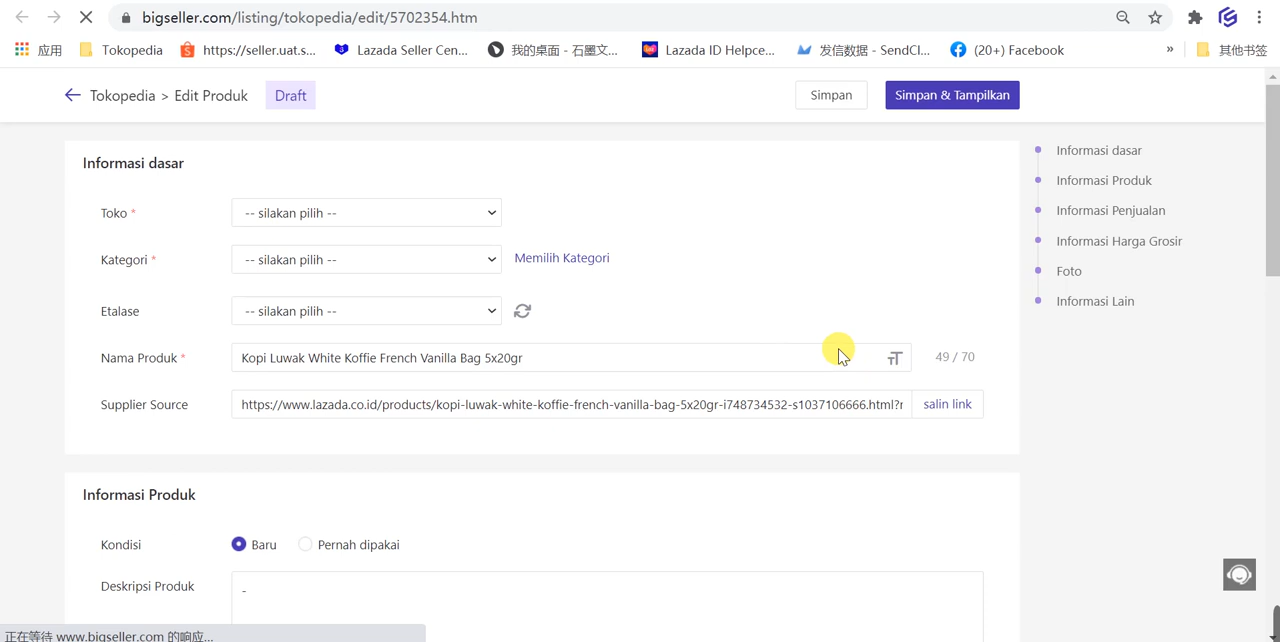 bigseller.com/listing/tokopedia/edit/5702354.htm
应用 Tokopedia https://seller.uat.s... Lazada Seller Cen... 我的桌面 - 石墨文... Lazada ID Helpce... 发信数据 - SendCl... (20+) Facebook » 其他书签
Tokopedia > Edit Produk Draft Simpan Simpan & Tampilkan
Informasi dasar
Toko * -- silakan pilih --
Kategori * -- silakan pilih -- Memilih Kategori
Etalase -- silakan pilih --
Nama Produk * Kopi Luwak White Koffie French Vanilla Bag 5x20gr 49 / 70
Supplier Source https://www.lazada.co.id/products/kopi-luwak-white-koffie-french-vanilla-bag-5x20gr-i748734532-s1037106666.html?r salin link
Informasi Produk
Kondisi Baru Pernah dipakai
Deskripsi Produk -
Informasi dasar
Informasi Produk
Informasi Penjualan
Informasi Harga Grosir
Foto
Informasi Lain
正在等待 www.bigseller.com 的响应...